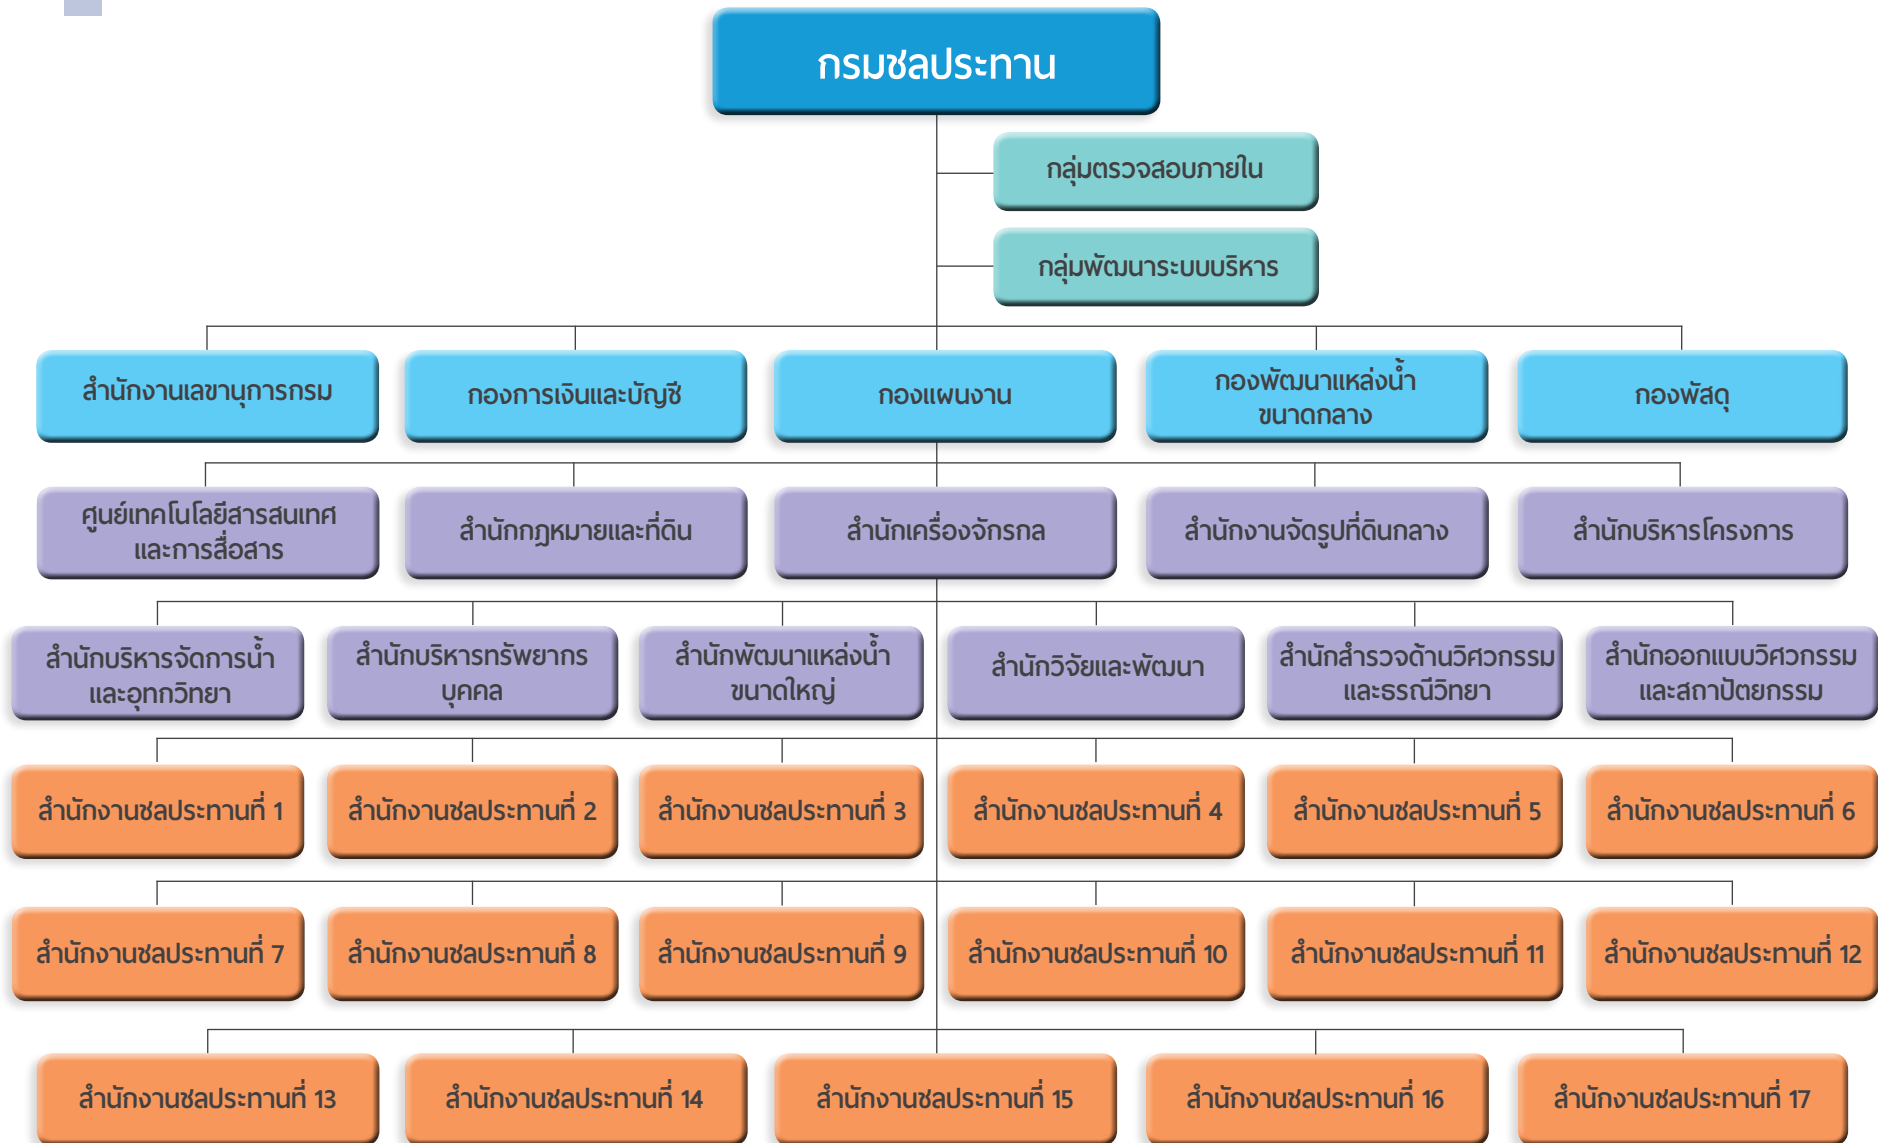 กรมชลประทาน
กลุ่มตรวจสอบภายใน
กลุ่มพัฒนาระบบบริหาร
สำนักงานเลขานุการกรม
กองการเงินและบัญชี
กองแผนงาน
กองพัฒนาแหล่งน้ำ
ขนาดกลาง
กองพัสดุ
ศูนย์เทคโนโลยีสารสนเทศ
และการสื่อสาร
สำนักกฎหมายและที่ดิน
สำนักเครื่องจักรกล
สำนักงานจัดรูปที่ดินกลาง
สำนักบริหารโครงการ
สำนักบริหารจัดการน้ำ
และอุทกวิทยา
สำนักบริหารทรัพยากร
บุคคล
สำนักพัฒนาแหล่งน้ำ
ขนาดใหญ่
สำนักวิจัยและพัฒนา
สำนักสำรวจด้านวิศวกรรม
และธรณีวิทยา
สำนักออกแบบวิศวกรรม
และสถาปัตยกรรม
สำนักงานชลประทานที่ 1
สำนักงานชลประทานที่ 2
สำนักงานชลประทานที่ 3
สำนักงานชลประทานที่ 4
สำนักงานชลประทานที่ 5
สำนักงานชลประทานที่ 6
สำนักงานชลประทานที่ 7
สำนักงานชลประทานที่ 8
สำนักงานชลประทานที่ 9
สำนักงานชลประทานที่ 10
สำนักงานชลประทานที่ 11
สำนักงานชลประทานที่ 12
สำนักงานชลประทานที่ 13
สำนักงานชลประทานที่ 14
สำนักงานชลประทานที่ 15
สำนักงานชลประทานที่ 16
สำนักงานชลประทานที่ 17